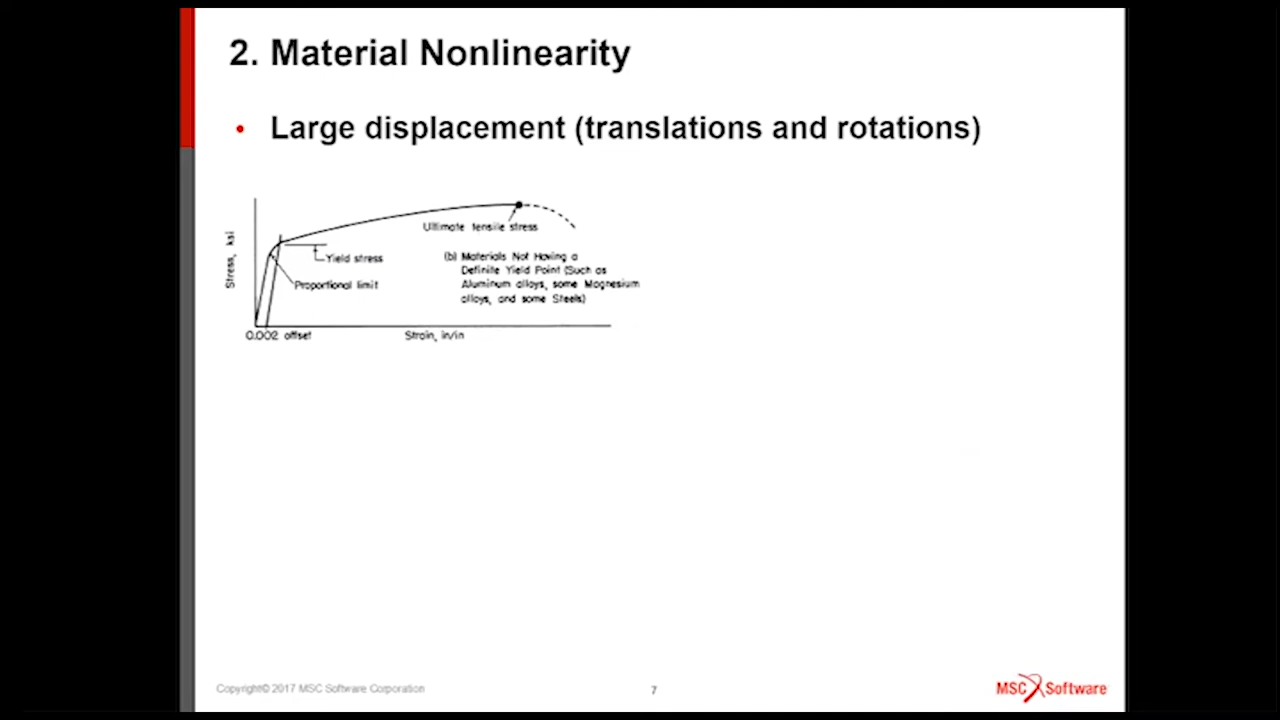 2. Material Nonlinearity
• Large displacement (translations and rotations)
Stress, ksi
Ultimate tensile stress
Yield stress
Proportional limit
(b) Materials Not Having a
Definite Yield Point (Such as
Aluminum alloys, some Magnesium
alloys, and some Steels)
0.002 offset
Strain, in/in
Copyright© 2017 MSC Software Corporation
7
MSC Software